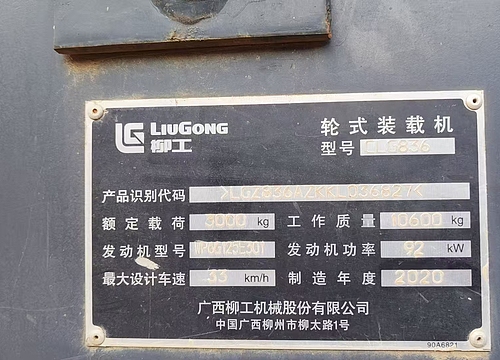 LiuGong
柳工
轮式装载机
型号 CLG836
产品识别代码
额定载荷 3000 kg 工作质量 10600 kg
发动机型号 发动机功率 92 kW
最大设计车速 33 km/h 制造年度 2020
广西柳工机械股份有限公司
中国广西柳州市柳太路1号
90A6821